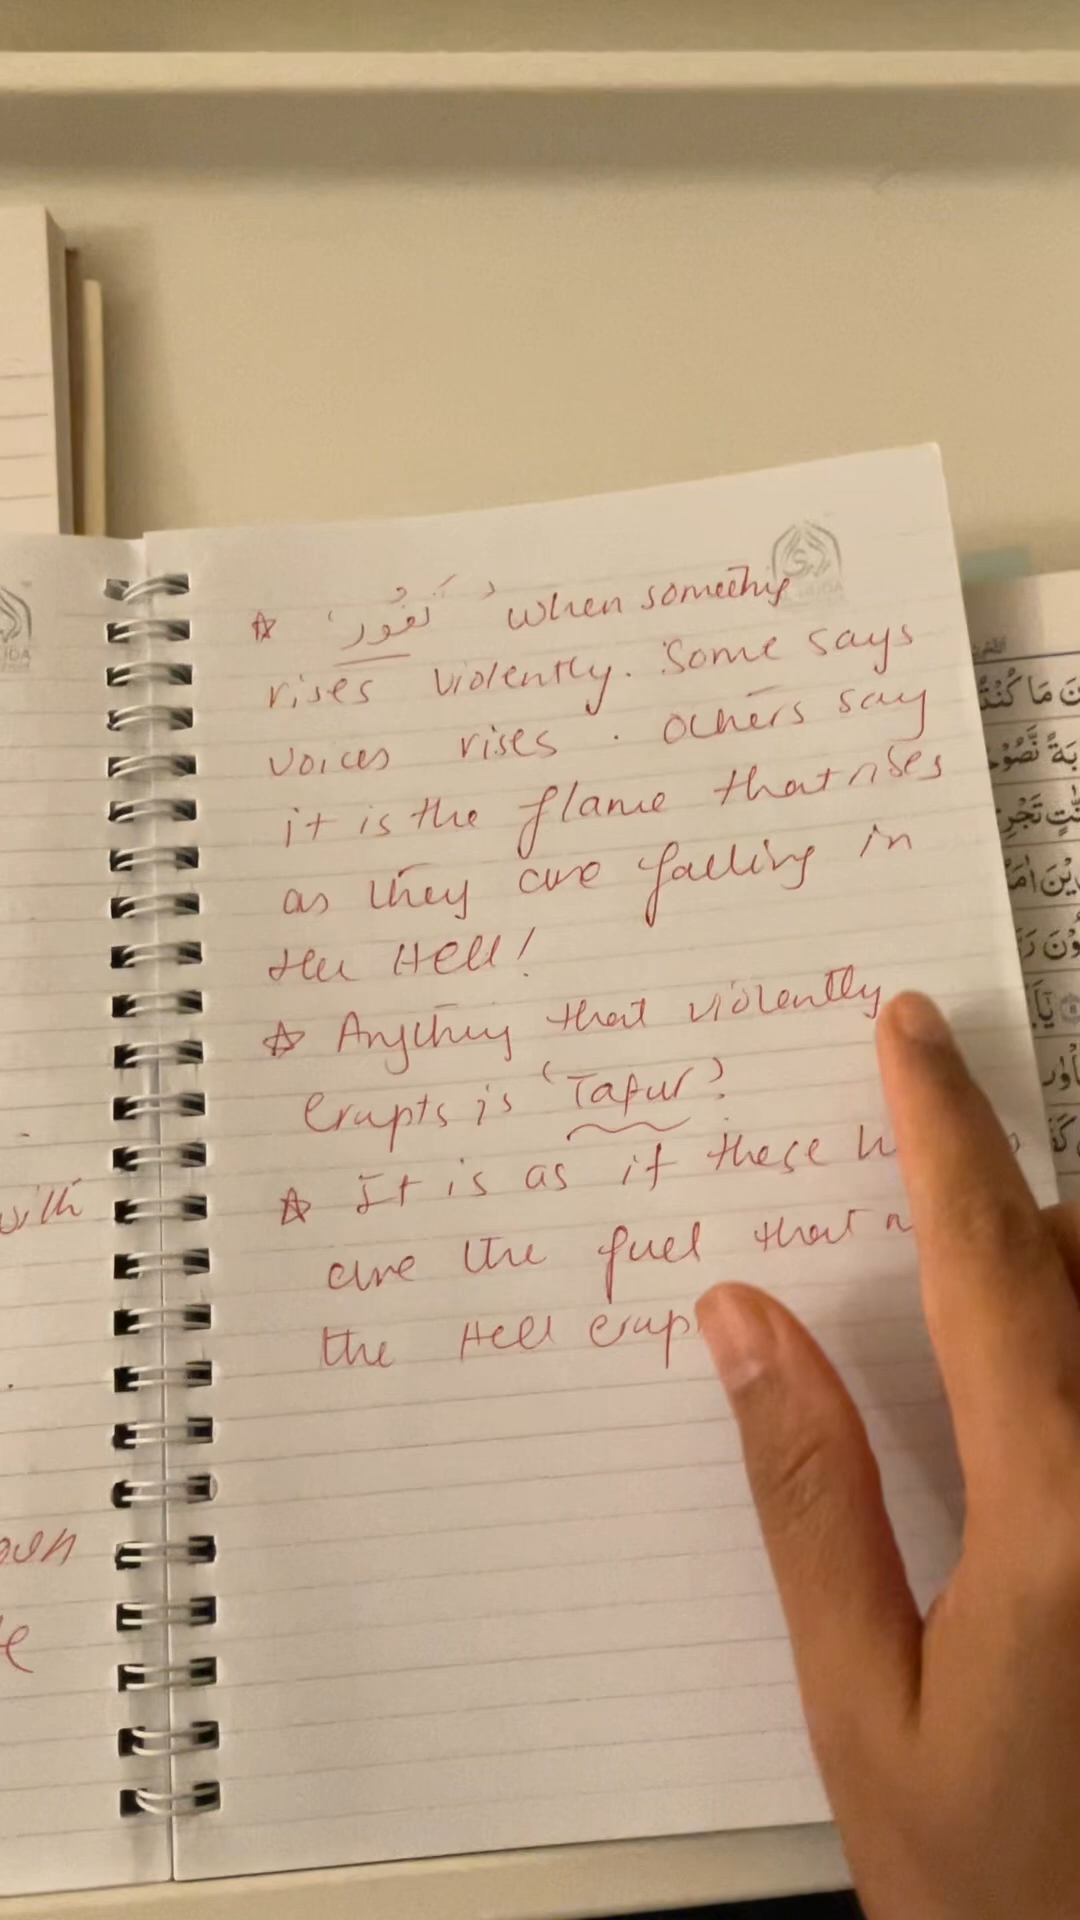 ☆ 'تَفُوْرُ' When something
rises violently. Some says
voices rises. Others say
it is the flame that rises
as they are falling in
the Hell!
☆ Anything that violently
erupts is 'Tafur'.
☆ It is as if these
are the fuel that
the Hell
with